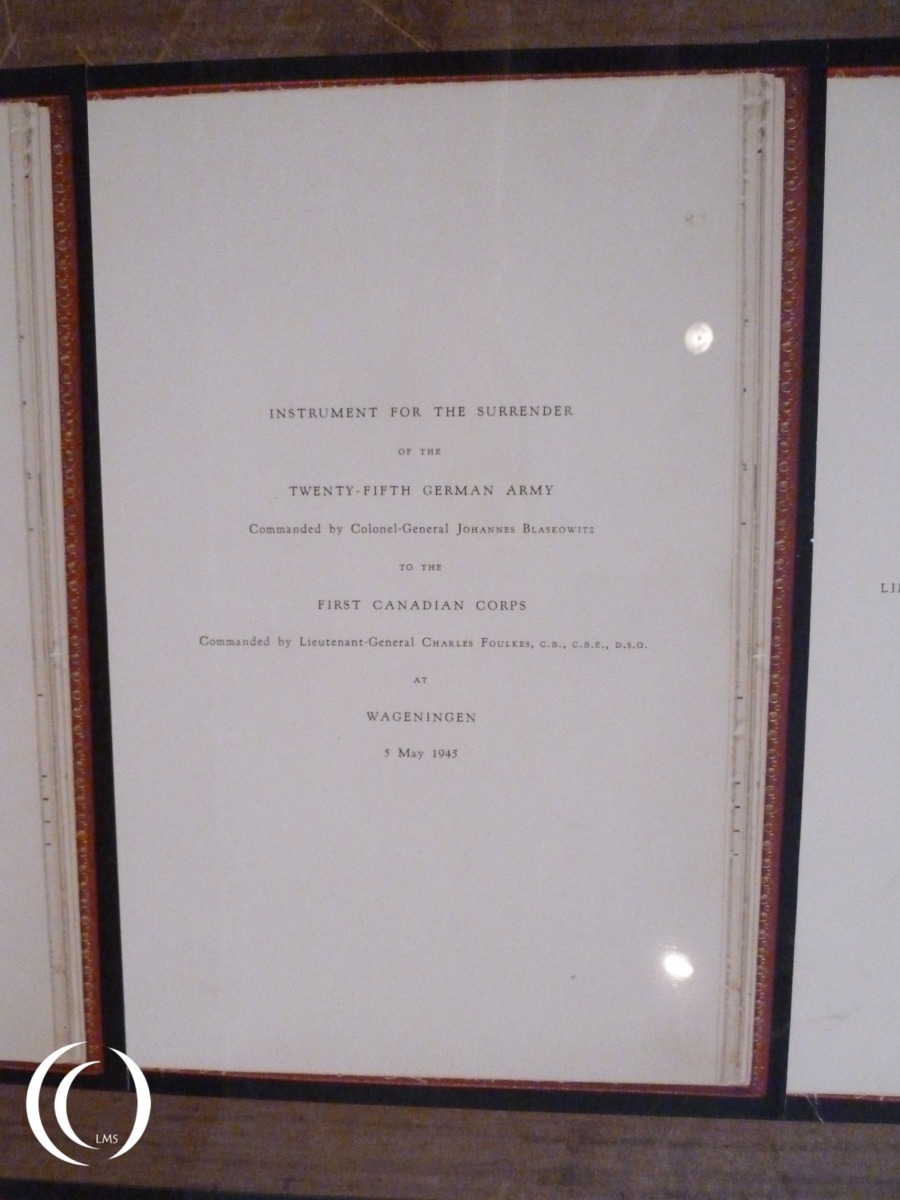 INSTRUMENT FOR THE SURRENDER
OF THE
TWENTY-FIFTH GERMAN ARMY
Commanded by Colonel-General JOHANNES BLASKOWITZ
TO THE
FIRST CANADIAN CORPS
Commanded by Lieutenant-General CHARLES FOULKES, C.B., C.B.E., D.S.O.
AT
WAGENINGEN
5 May 1945
LMS